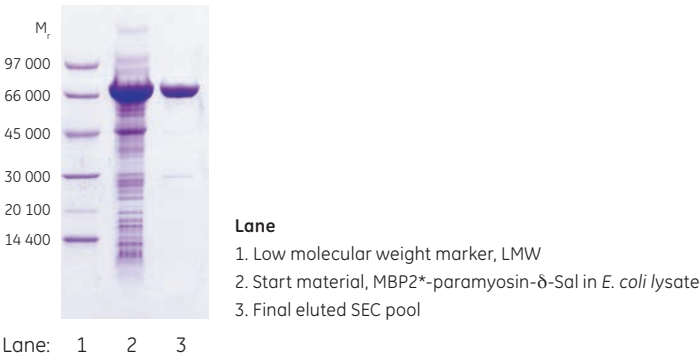 Mr
97 000
66 000
45 000
30 000
20 100
14 400
Lane: 1 2 3
Lane
1. Low molecular weight marker, LMW
2. Start material, MBP2*-paramyosin-δ-Sal in E. coli lysate
3. Final eluted SEC pool